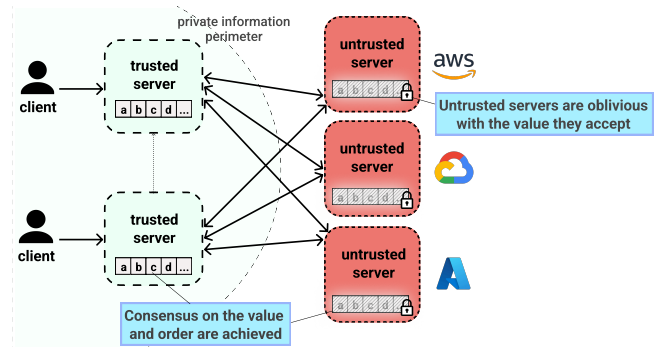 private information
perimeter
trusted
server
a b c d ...
client
untrusted
server
a b c d ...
aws
Untrusted servers are oblivious
with the value they accept
untrusted
server
a b c d ...
trusted
server
a b c d ...
client
untrusted
server
a b c d ...
Consensus on the value
and order are achieved